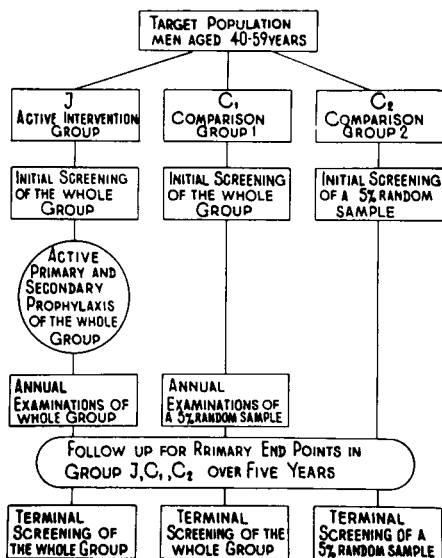 TARGET POPULATION
MEN AGED 40-59 YEARS
J
ACTIVE INTERVENTION
GROUP
C1
COMPARISON
GROUP 1
C2
COMPARISON
GROUP 2
INITIAL SCREENING
OF THE WHOLE
GROUP
INITIAL SCREENING
OF THE WHOLE
GROUP
INITIAL SCREENING
OF A 5% RANDOM
SAMPLE
ACTIVE
PRIMARY AND
SECONDARY
PROPHYLAXIS
OF THE WHOLE
GROUP
ANNUAL
EXAMINATIONS OF
WHOLE GROUP
ANNUAL
EXAMINATIONS OF
A 5% RANDOM SAMPLE
FOLLOW UP FOR RRIMARY END POINTS IN
GROUP J, C1, C2 OVER FIVE YEARS
TERMINAL
SCREENING OF
THE WHOLE GROUP
TERMINAL
SCREENING OF
THE WHOLE GROUP
TERMINAL
SCREENING OF A
5% RANDOM SAMPLE